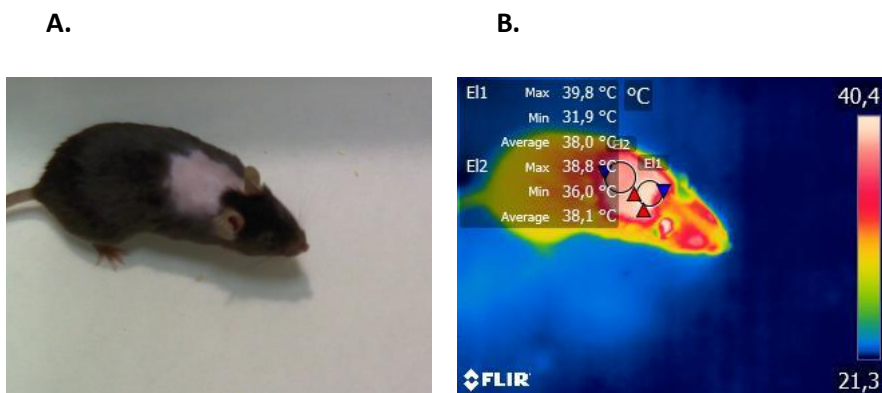 A.
B.
El1 Max 39,8 °C °C 40,4
Min 31,9 °C
Average 38,0 °C El2
El2 Max 38,8 °C El1
Min 36,0 °C
Average 38,1 °C
FLIR 21,3